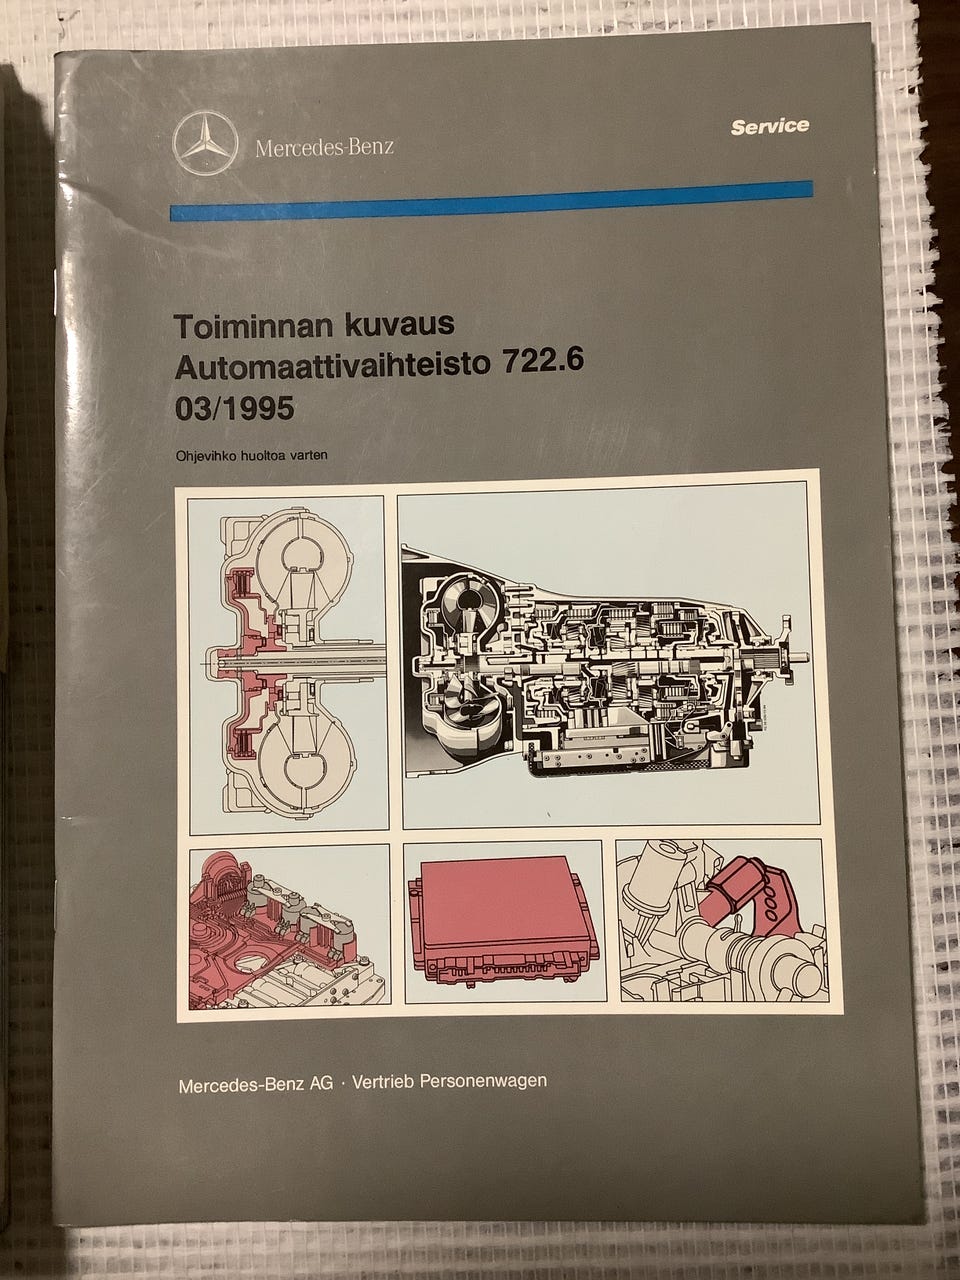 Mercedes-Benz
Service
Toiminnan kuvaus
Automaattivaihteisto 722.6
03/1995
Ohjevihko huoltoa varten
Mercedes-Benz AG · Vertrieb Personenwagen